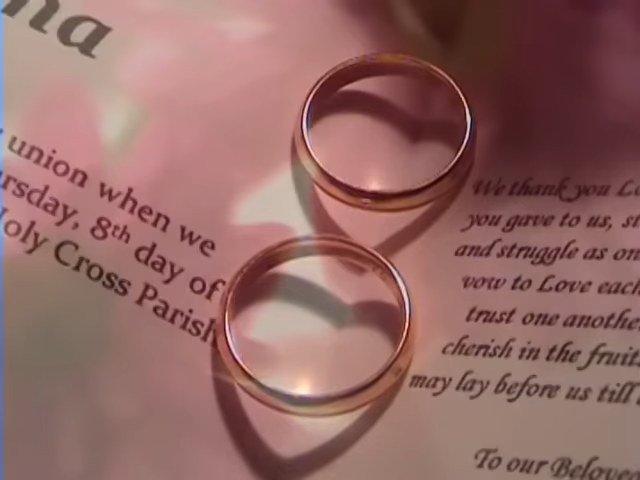 na
union when we
rsday, 8th day of
Holy Cross Parish
We thank you Lo
you gave to us, st
and struggle as on
vow to Love each
trust one anothe
cherish in the fruit
may lay before us till
To our Beloved